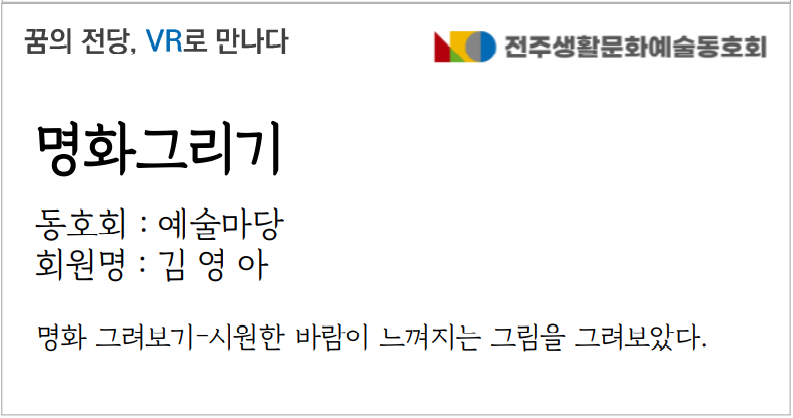 꿈의 전당, VR로 만나다
전주생활문화예술동호회
명화그리기
동호회 : 예술마당
회원명 : 김 영 아
명화 그려보기-시원한 바람이 느껴지는 그림을 그려보았다.